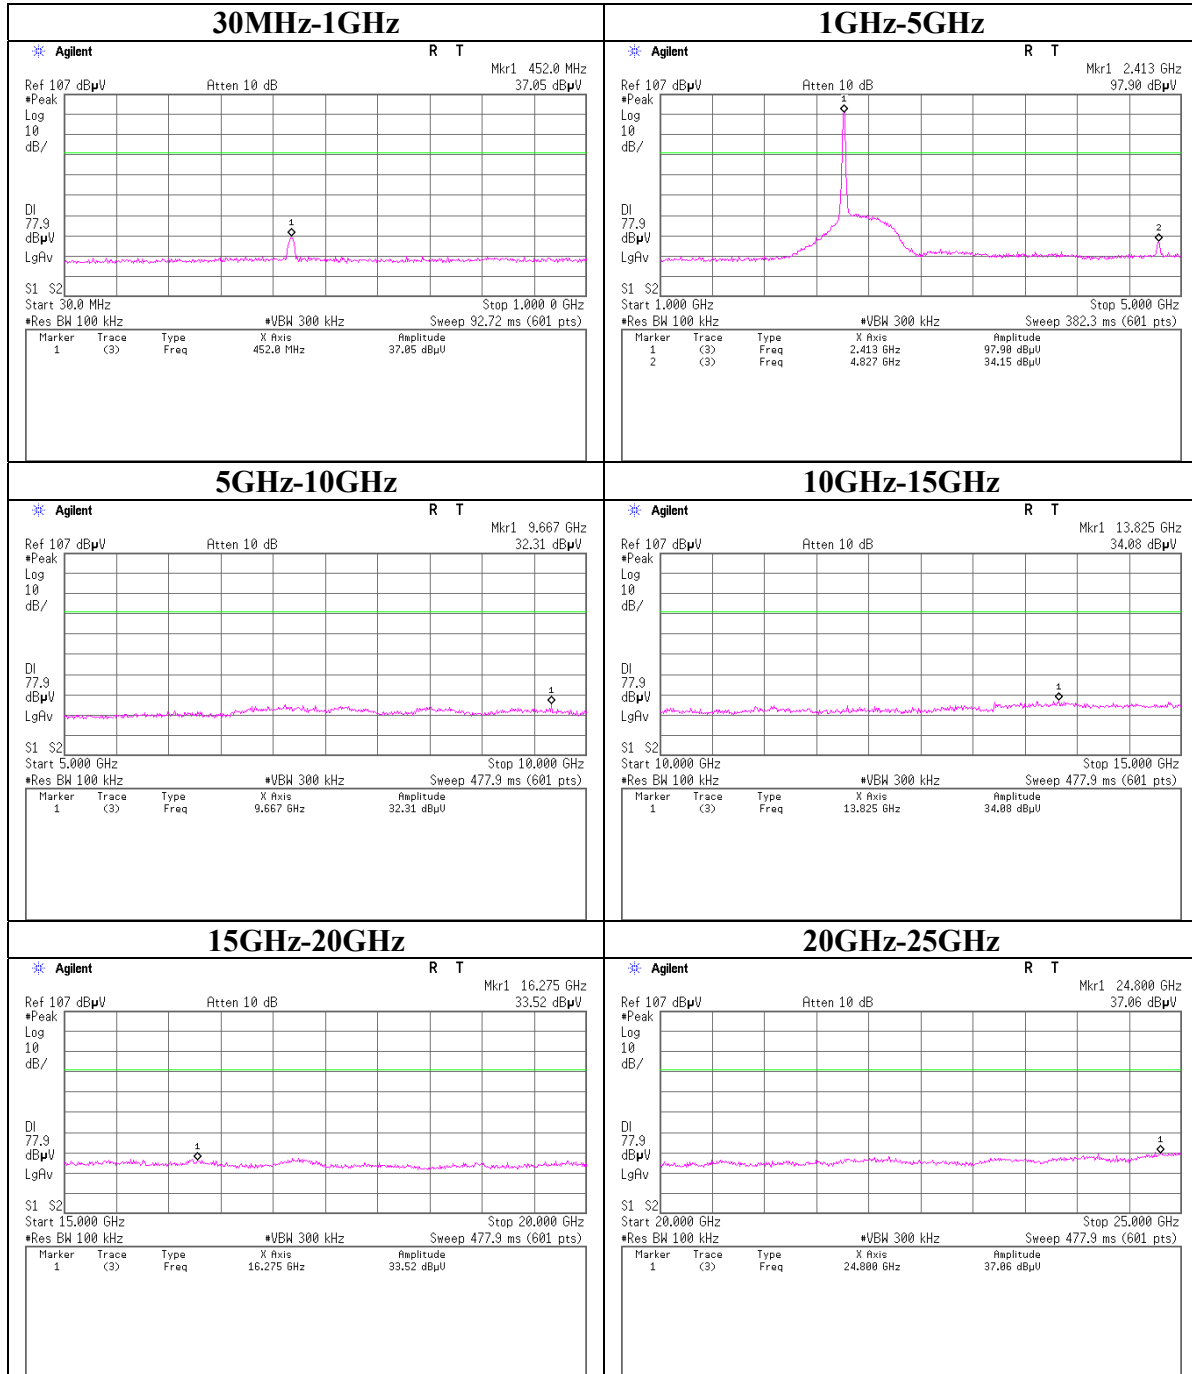 30MHz-1GHz
Agilent R T
Mkr1 452.0 MHz
Ref 107 dBµV Atten 10 dB 37.05 dBµV
#Peak
Log
10
dB/
1
DI
77.9
dBµV
LgAv
S1 S2
Start 30.0 MHz Stop 1.000 0 GHz
#Res BW 100 kHz #VBW 300 kHz Sweep 92.72 ms (601 pts)
Marker Trace Type X Axis Amplitude
1 (3) Freq 452.0 MHz 37.05 dBµV
1GHz-5GHz
Agilent R T
Mkr1 2.413 GHz
Ref 107 dBµV Atten 10 dB 97.90 dBµV
#Peak
Log
10
dB/
1
DI
77.9
dBµV
LgAv
2
S1 S2
Start 1.000 GHz Stop 5.000 GHz
#Res BW 100 kHz #VBW 300 kHz Sweep 382.3 ms (601 pts)
Marker Trace Type X Axis Amplitude
1 (3) Freq 2.413 GHz 97.90 dBµV
2 (3) Freq 4.827 GHz 34.15 dBµV
5GHz-10GHz
Agilent R T
Mkr1 9.667 GHz
Ref 107 dBµV Atten 10 dB 32.31 dBµV
#Peak
Log
10
dB/
DI
77.9
dBµV
LgAv
1
S1 S2
Start 5.000 GHz Stop 10.000 GHz
#Res BW 100 kHz #VBW 300 kHz Sweep 477.9 ms (601 pts)
Marker Trace Type X Axis Amplitude
1 (3) Freq 9.667 GHz 32.31 dBµV
10GHz-15GHz
Agilent R T
Mkr1 13.825 GHz
Ref 107 dBµV Atten 10 dB 34.08 dBµV
#Peak
Log
10
dB/
DI
77.9
dBµV
LgAv
1
S1 S2
Start 10.000 GHz Stop 15.000 GHz
#Res BW 100 kHz #VBW 300 kHz Sweep 477.9 ms (601 pts)
Marker Trace Type X Axis Amplitude
1 (3) Freq 13.825 GHz 34.08 dBµV
15GHz-20GHz
Agilent R T
Mkr1 16.275 GHz
Ref 107 dBµV Atten 10 dB 33.52 dBµV
#Peak
Log
10
dB/
DI
77.9
dBµV
LgAv
1
S1 S2
Start 15.000 GHz Stop 20.000 GHz
#Res BW 100 kHz #VBW 300 kHz Sweep 477.9 ms (601 pts)
Marker Trace Type X Axis Amplitude
1 (3) Freq 16.275 GHz 33.52 dBµV
20GHz-25GHz
Agilent R T
Mkr1 24.800 GHz
Ref 107 dBµV Atten 10 dB 37.06 dBµV
#Peak
Log
10
dB/
DI
77.9
dBµV
LgAv
1
S1 S2
Start 20.000 GHz Stop 25.000 GHz
#Res BW 100 kHz #VBW 300 kHz Sweep 477.9 ms (601 pts)
Marker Trace Type X Axis Amplitude
1 (3) Freq 24.800 GHz 37.06 dBµV